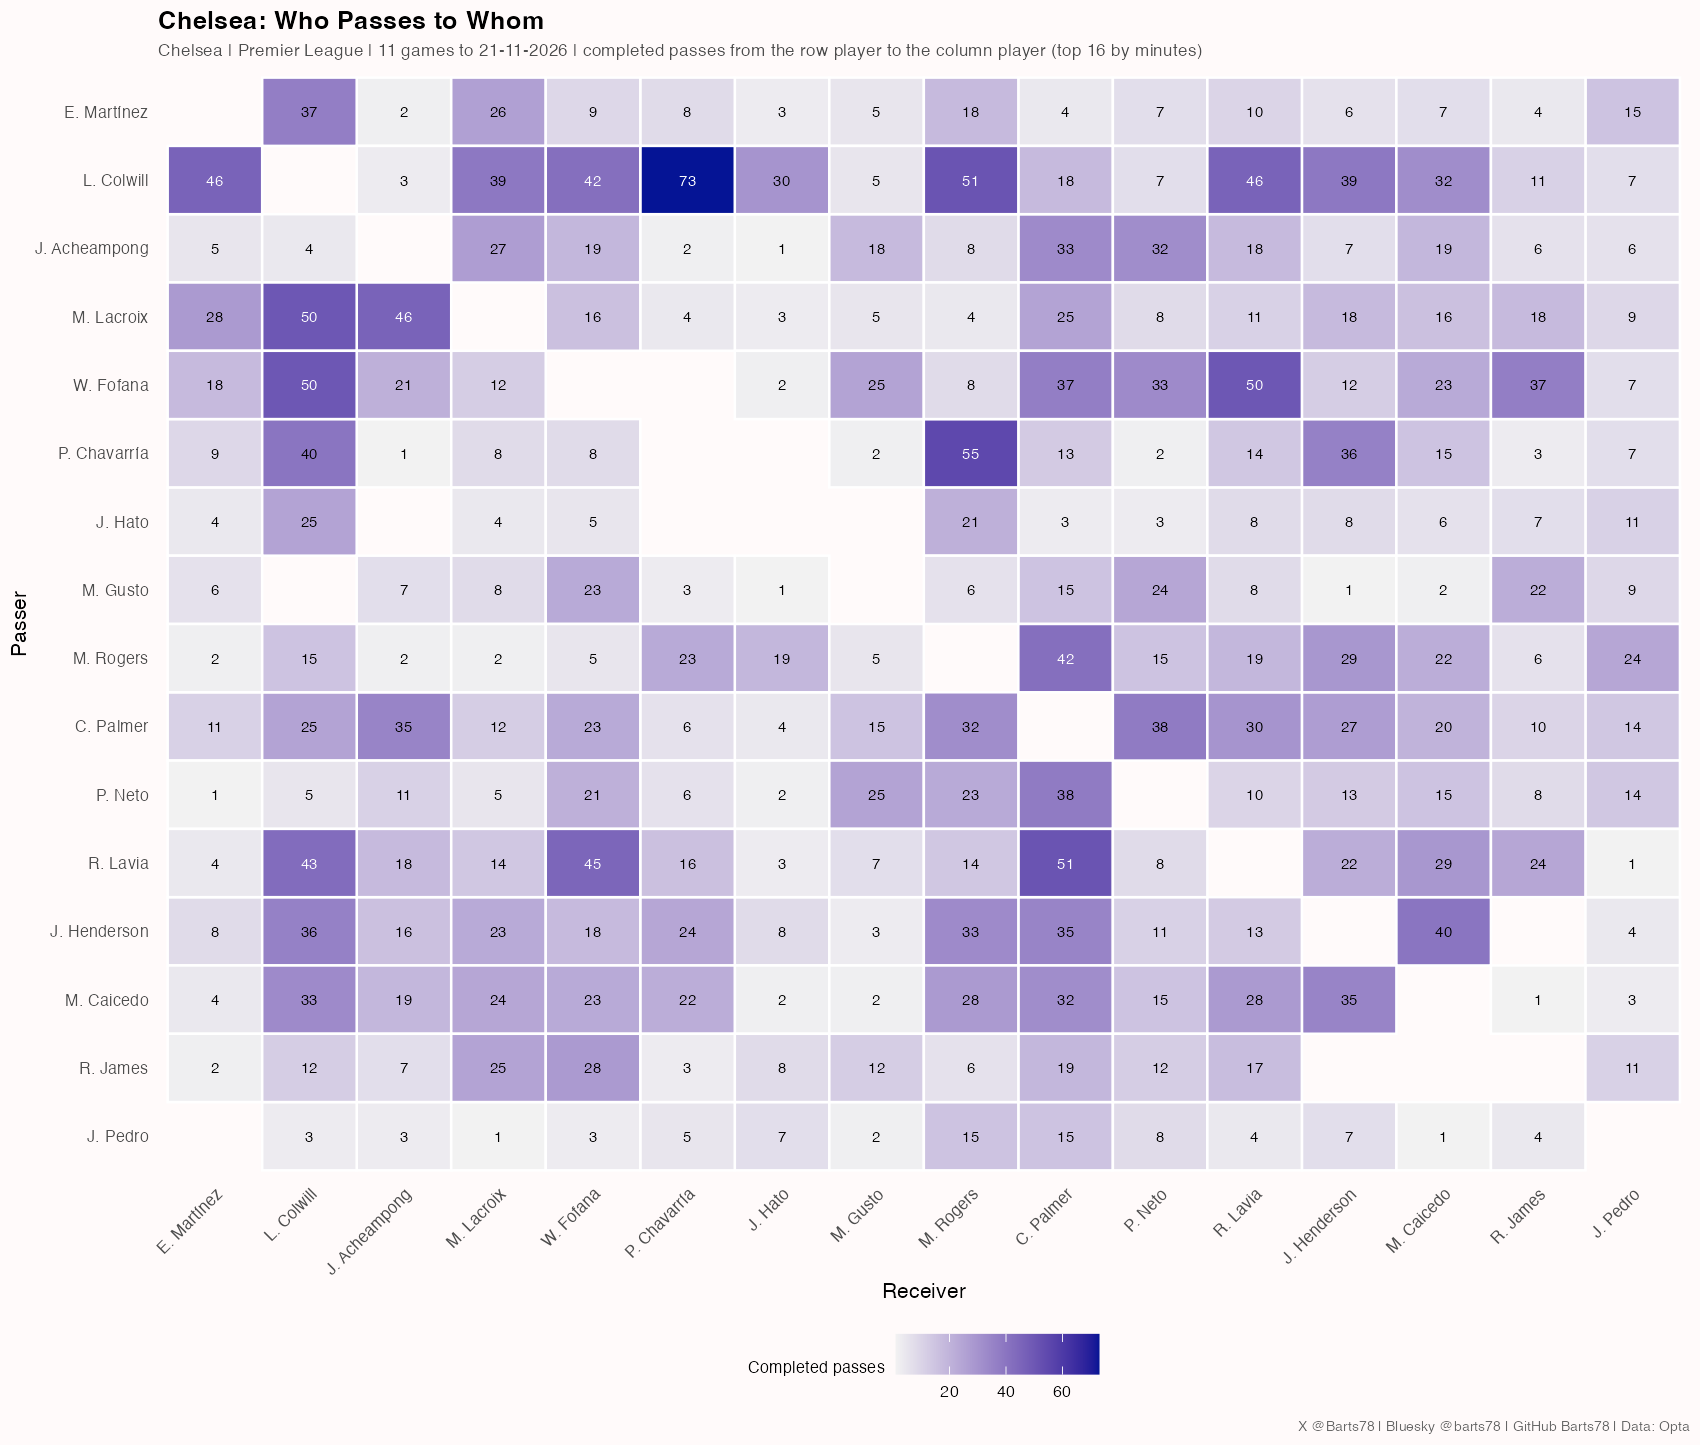 Chelsea: Who Passes to Whom
Chelsea | Premier League | 11 games to 21-11-2026 | completed passes from the row player to the column player (top 16 by minutes)
E. Martínez 37 2 26 9 8 3 5 18 4 7 10 6 7 4 15
L. Colwill 46 3 39 42 73 30 5 51 18 7 46 39 32 11 7
J. Acheampong 5 4 27 19 2 1 18 8 33 32 18 7 19 6 6
M. Lacroix 28 50 46 16 4 3 5 4 25 8 11 18 16 18 9
W. Fofana 18 50 21 12 2 25 8 37 33 50 12 23 37 7
P. Chavarría 9 40 1 8 8 2 55 13 2 14 36 15 3 7
J. Hato 4 25 4 5 21 3 3 8 8 6 7 11
M. Gusto 6 7 8 23 3 1 6 15 24 8 1 2 22 9
M. Rogers 2 15 2 2 5 23 19 5 42 15 19 29 22 6 24
C. Palmer 11 25 35 12 23 6 4 15 32 38 30 27 20 10 14
P. Neto 1 5 11 5 21 6 2 25 23 38 10 13 15 8 14
R. Lavia 4 43 18 14 45 16 3 7 14 51 8 22 29 24 1
J. Henderson 8 36 16 23 18 24 8 3 33 35 11 13 40 4
M. Caicedo 4 33 19 24 23 22 2 2 28 32 15 28 35 1 3
R. James 2 12 7 25 28 3 8 12 6 19 12 17 11
J. Pedro 3 3 1 3 5 7 2 15 15 8 4 7 1 4
Passer
E. Martínez L. Colwill J. Acheampong M. Lacroix W. Fofana P. Chavarría J. Hato M. Gusto M. Rogers C. Palmer P. Neto R. Lavia J. Henderson M. Caicedo R. James J. Pedro
Receiver
Completed passes
20 40 60
X @Barts78 | Bluesky @barts78 | GitHub Barts78 | Data: Opta